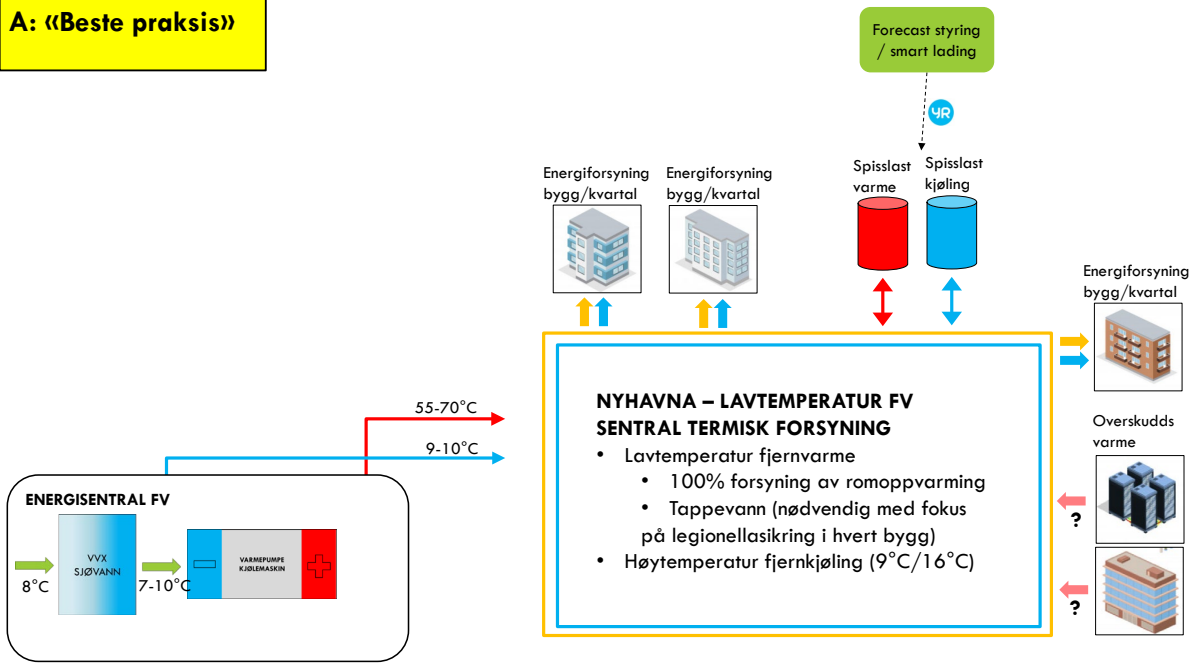 A: «Beste praksis»
Forecast styring
/ smart lading
YR
Energiforsyning
bygg/kvartal
Energiforsyning
bygg/kvartal
Spisslast
varme
Spisslast
kjøling
Energiforsyning
bygg/kvartal
55-70°C
9-10°C
NYHAVNA – LAVTEMPERATUR FV
SENTRAL TERMISK FORSYNING
• Lavtemperatur fjernvarme
• 100% forsyning av romoppvarming
• Tappevann (nødvendig med fokus
på legionellasikring i hvert bygg)
• Høytemperatur fjernkjøling (9°C/16°C)
Overskudds
varme
?
?
ENERGISENTRAL FV
VVX
SJØVANN
VARMEPUMPE
KJØLEMASKIN
8°C
7-10°C